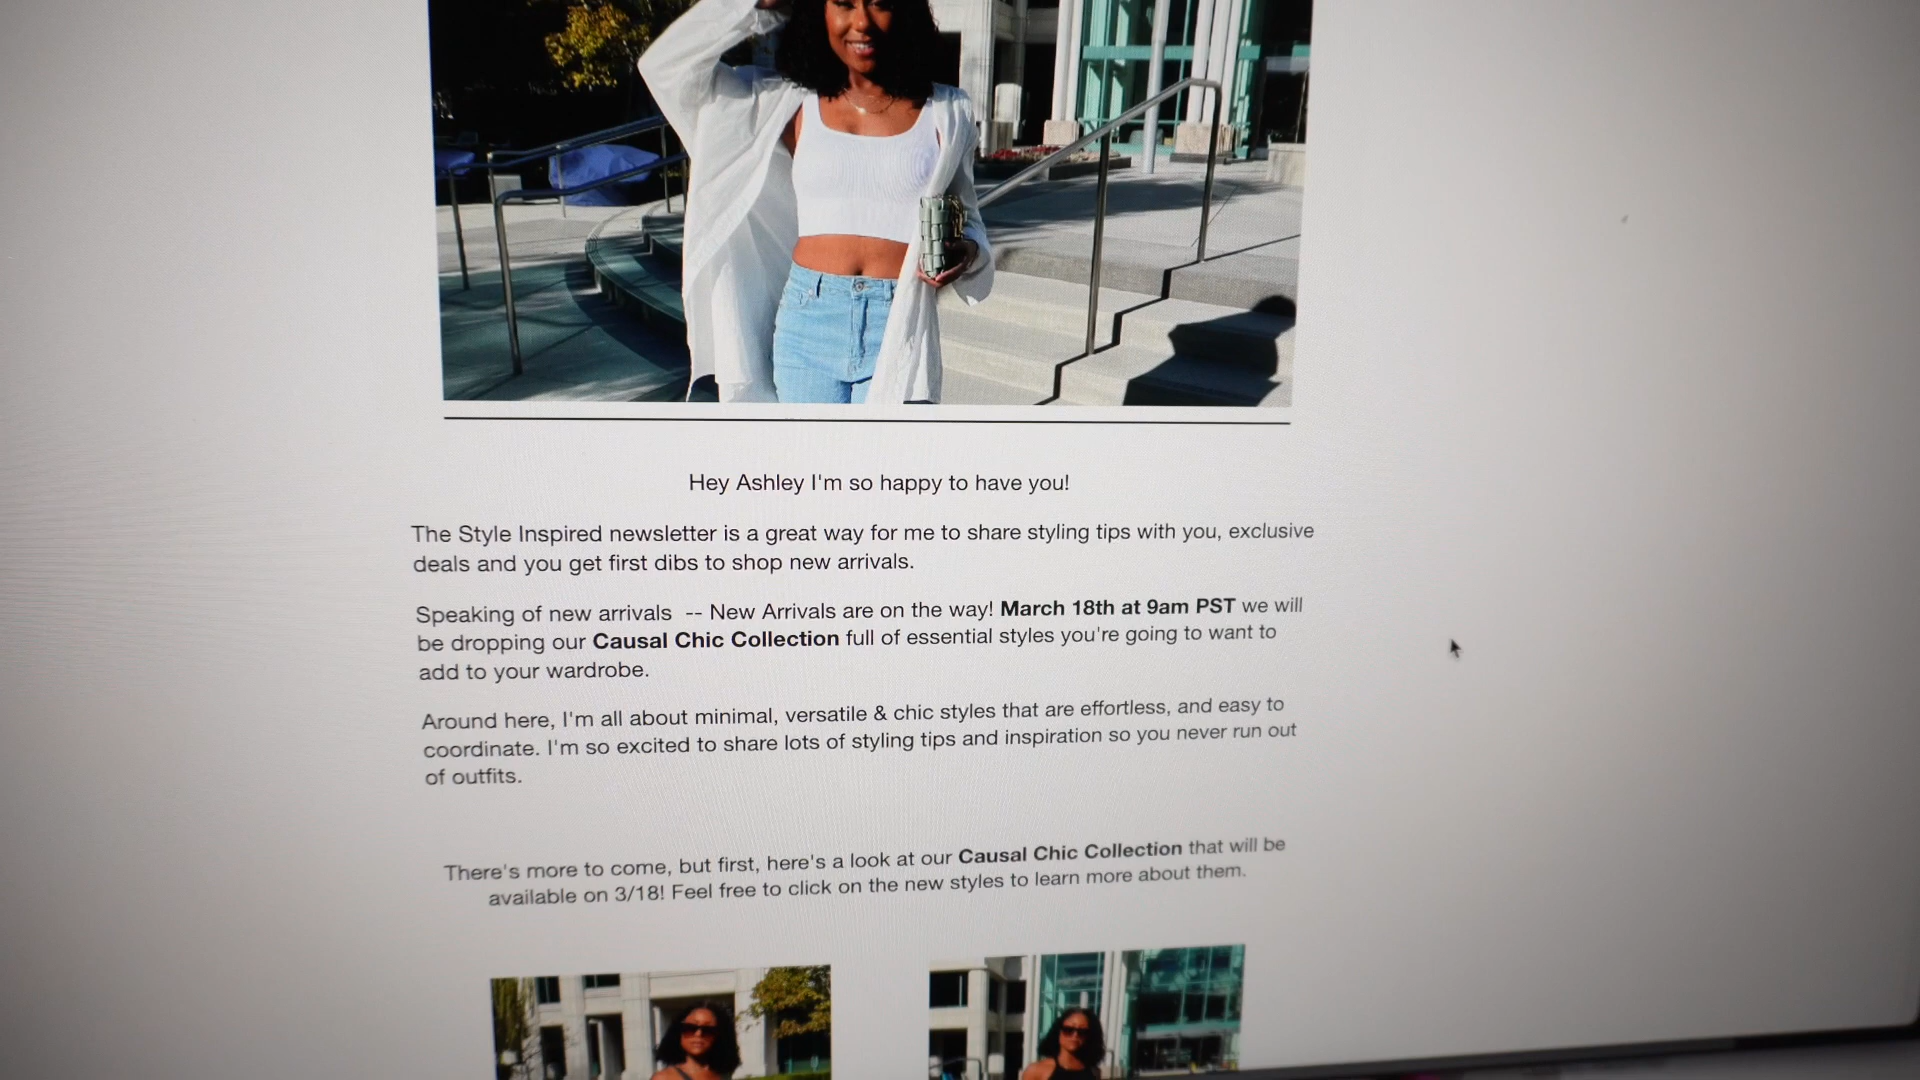 Hey Ashley I'm so happy to have you!
The Style Inspired newsletter is a great way for me to share styling tips with you, exclusive
deals and you get first dibs to shop new arrivals.
Speaking of new arrivals -- New Arrivals are on the way! March 18th at 9am PST we will
be dropping our Causal Chic Collection full of essential styles you're going to want to
add to your wardrobe.
Around here, I'm all about minimal, versatile & chic styles that are effortless, and easy to
coordinate. I'm so excited to share lots of styling tips and inspiration so you never run out
of outfits.
There's more to come, but first, here's a look at our Causal Chic Collection that will be
available on 3/18! Feel free to click on the new styles to learn more about them.